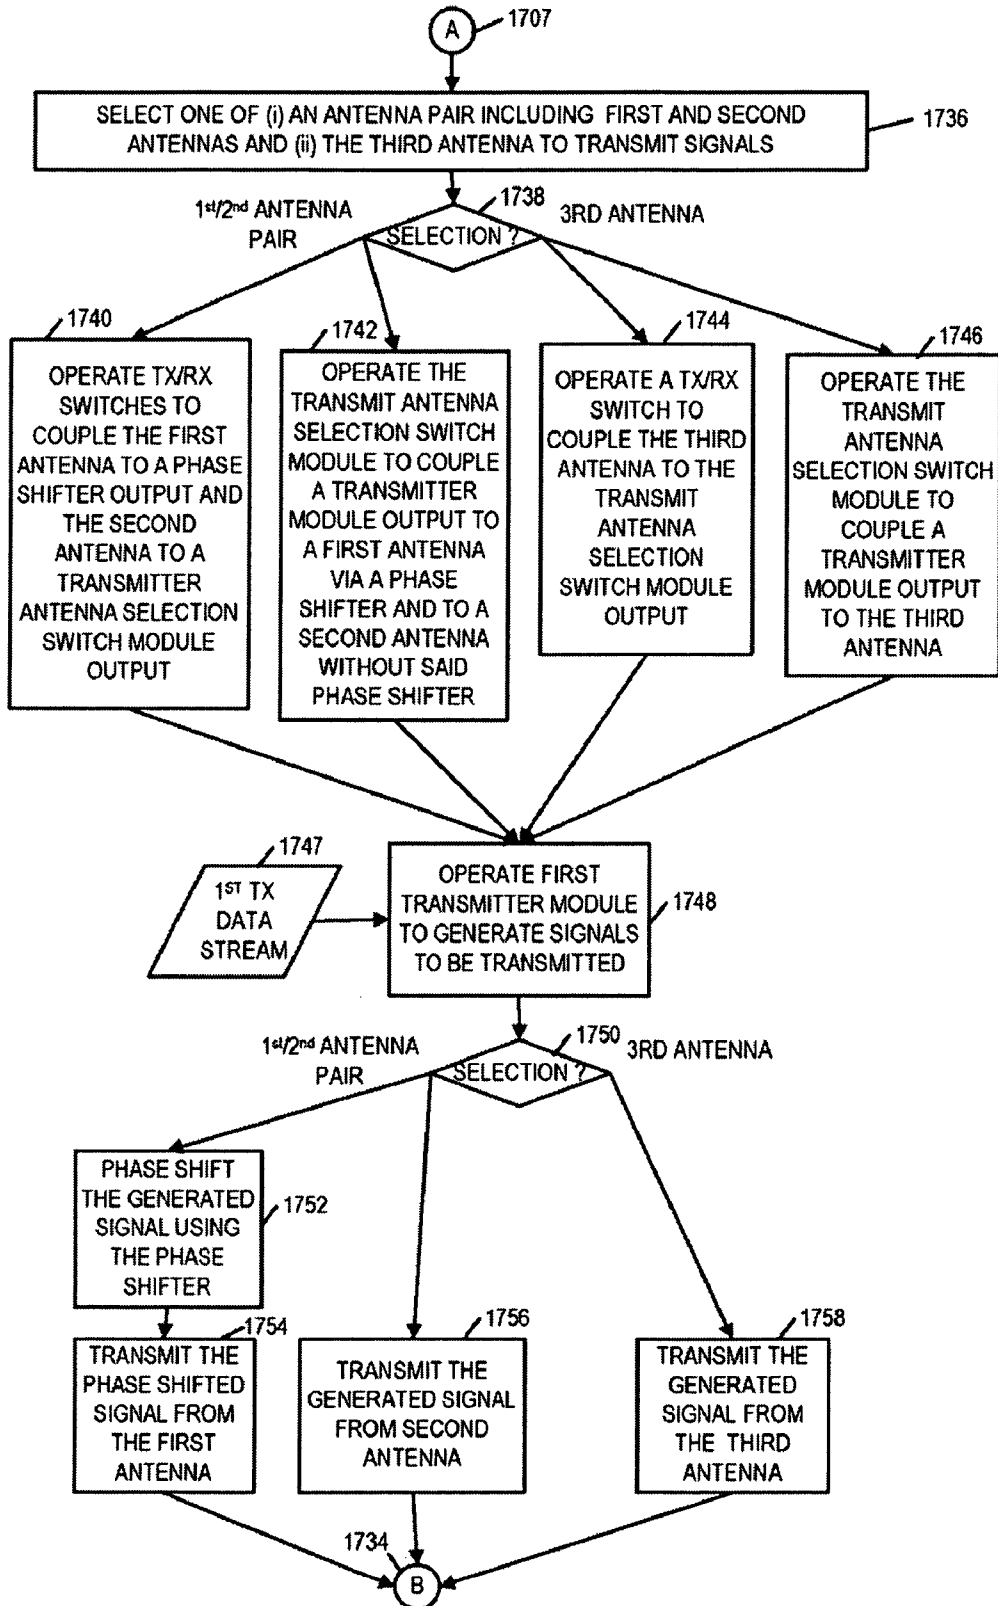 A
1707
SELECT ONE OF (i) AN ANTENNA PAIR INCLUDING FIRST AND SECOND
ANTENNAS AND (ii) THE THIRD ANTENNA TO TRANSMIT SIGNALS
1736
1738
1st/2nd ANTENNA
PAIR
SELECTION ?
3RD ANTENNA
1740
OPERATE TX/RX
SWITCHES TO
COUPLE THE FIRST
ANTENNA TO A PHASE
SHIFTER OUTPUT AND
THE SECOND
ANTENNA TO A
TRANSMITTER
ANTENNA SELECTION
SWITCH MODULE
OUTPUT
1742
OPERATE THE
TRANSMIT ANTENNA
SELECTION SWITCH
MODULE TO COUPLE
A TRANSMITTER
MODULE OUTPUT TO
A FIRST ANTENNA
VIA A PHASE
SHIFTER AND TO A
SECOND ANTENNA
WITHOUT SAID
PHASE SHIFTER
1744
OPERATE A TX/RX
SWITCH TO
COUPLE THE THIRD
ANTENNA TO THE
TRANSMIT
ANTENNA
SELECTION
SWITCH MODULE
OUTPUT
1746
OPERATE THE
TRANSMIT
ANTENNA
SELECTION SWITCH
MODULE TO
COUPLE A
TRANSMITTER
MODULE OUTPUT
TO THE THIRD
ANTENNA
1747
1ST TX
DATA
STREAM
OPERATE FIRST
TRANSMITTER MODULE
TO GENERATE SIGNALS
TO BE TRANSMITTED
1748
1750
1st/2nd ANTENNA
PAIR
SELECTION ?
3RD ANTENNA
PHASE SHIFT
THE GENERATED
SIGNAL USING
THE PHASE
SHIFTER
1752
1754
TRANSMIT THE
PHASE SHIFTED
SIGNAL FROM
THE FIRST
ANTENNA
1756
TRANSMIT THE
GENERATED SIGNAL
FROM SECOND
ANTENNA
1758
TRANSMIT THE
GENERATED
SIGNAL FROM
THE THIRD
ANTENNA
1734
B